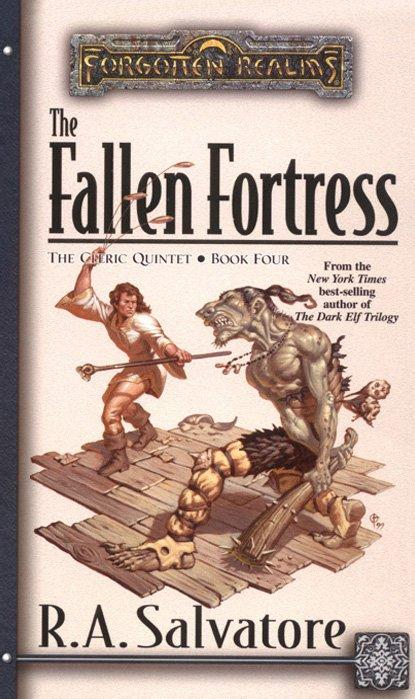 FORGOTTEN REALMS®
The
Fallen Fortress
THE CLERIC QUINTET • BOOK FOUR
From the
New York Times
best-selling
author of
The Dark Elf Trilogy
99
R.A. Salvatore